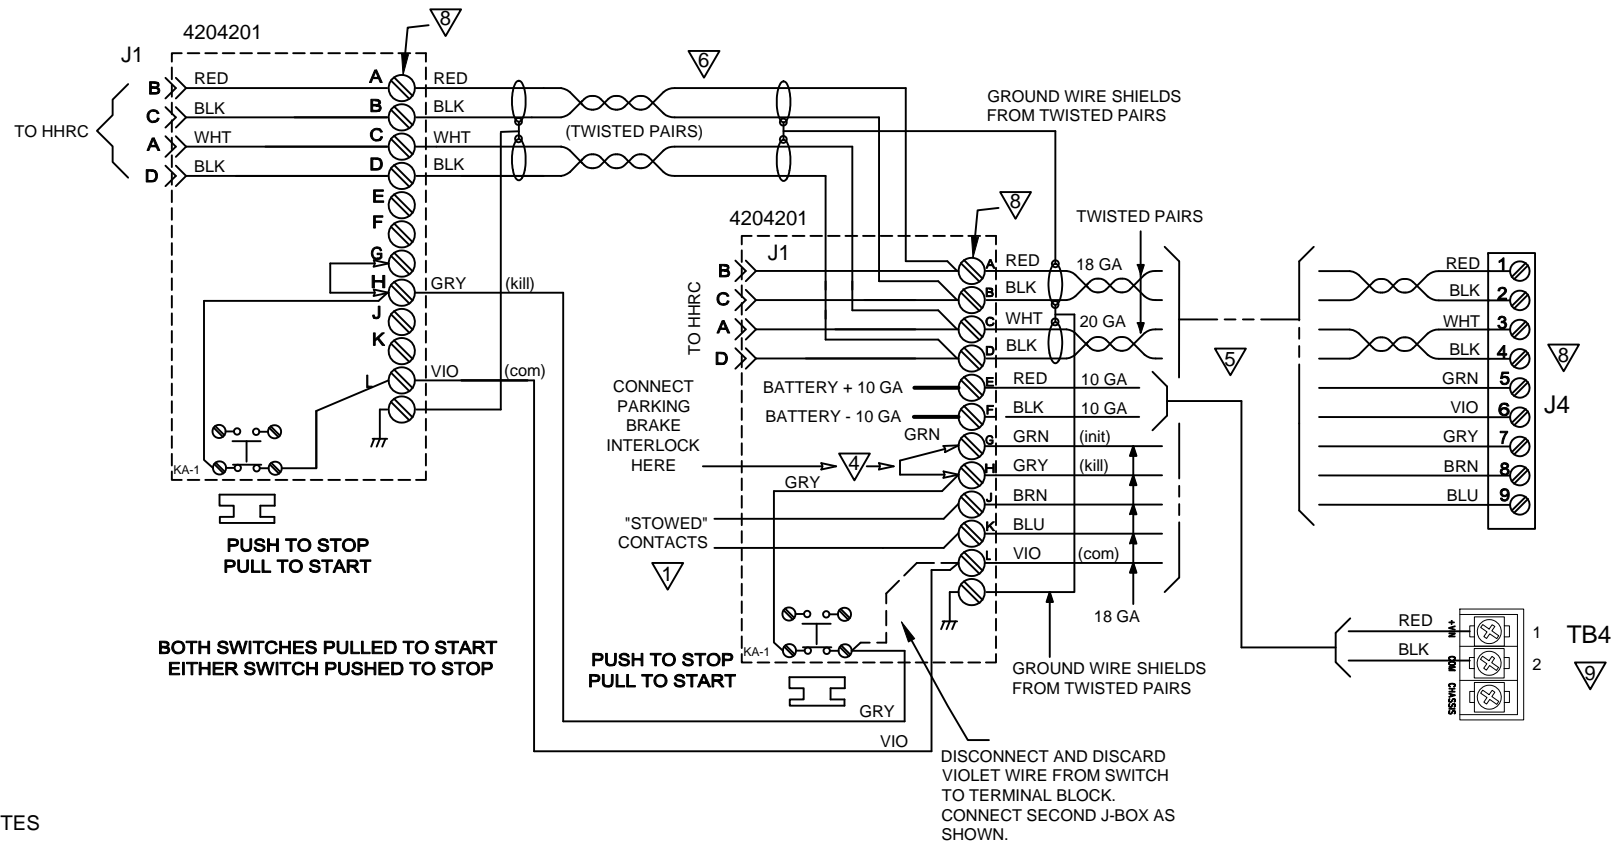 4204201
8
J1
B RED A RED
6
C BLK B BLK
TO HHRC
A WHT C WHT
(TWISTED PAIRS)
D BLK D BLK
E
F
G
H GRY (kill)
J
K
L VIO (com)
KA-1
PUSH TO STOP
PULL TO START
BOTH SWITCHES PULLED TO START
EITHER SWITCH PUSHED TO STOP
GROUND WIRE SHIELDS
FROM TWISTED PAIRS
4204201
8
TWISTED PAIRS
J1
TO HHRC
B A RED 18 GA
C B BLK
A C WHT 20 GA
D D BLK
BATTERY + 10 GA E RED 10 GA
BATTERY - 10 GA F BLK 10 GA
GRN G GRN (init)
H GRY (kill)
GRY
J BRN
K BLU
L VIO (com)
18 GA
CONNECT
PARKING
BRAKE
INTERLOCK
HERE
4
"STOWED"
CONTACTS
1
KA-1
PUSH TO STOP
PULL TO START
GRY
VIO
GROUND WIRE SHIELDS
FROM TWISTED PAIRS
DISCONNECT AND DISCARD
VIOLET WIRE FROM SWITCH
TO TERMINAL BLOCK.
CONNECT SECOND J-BOX AS
SHOWN.
5
RED 1
BLK 2
WHT 3
BLK 4
8
GRN 5
J4
VIO 6
GRY 7
BRN 8
BLU 9
RED +VIN 1
TB4
BLK COM 2
9
CHASSIS
TES